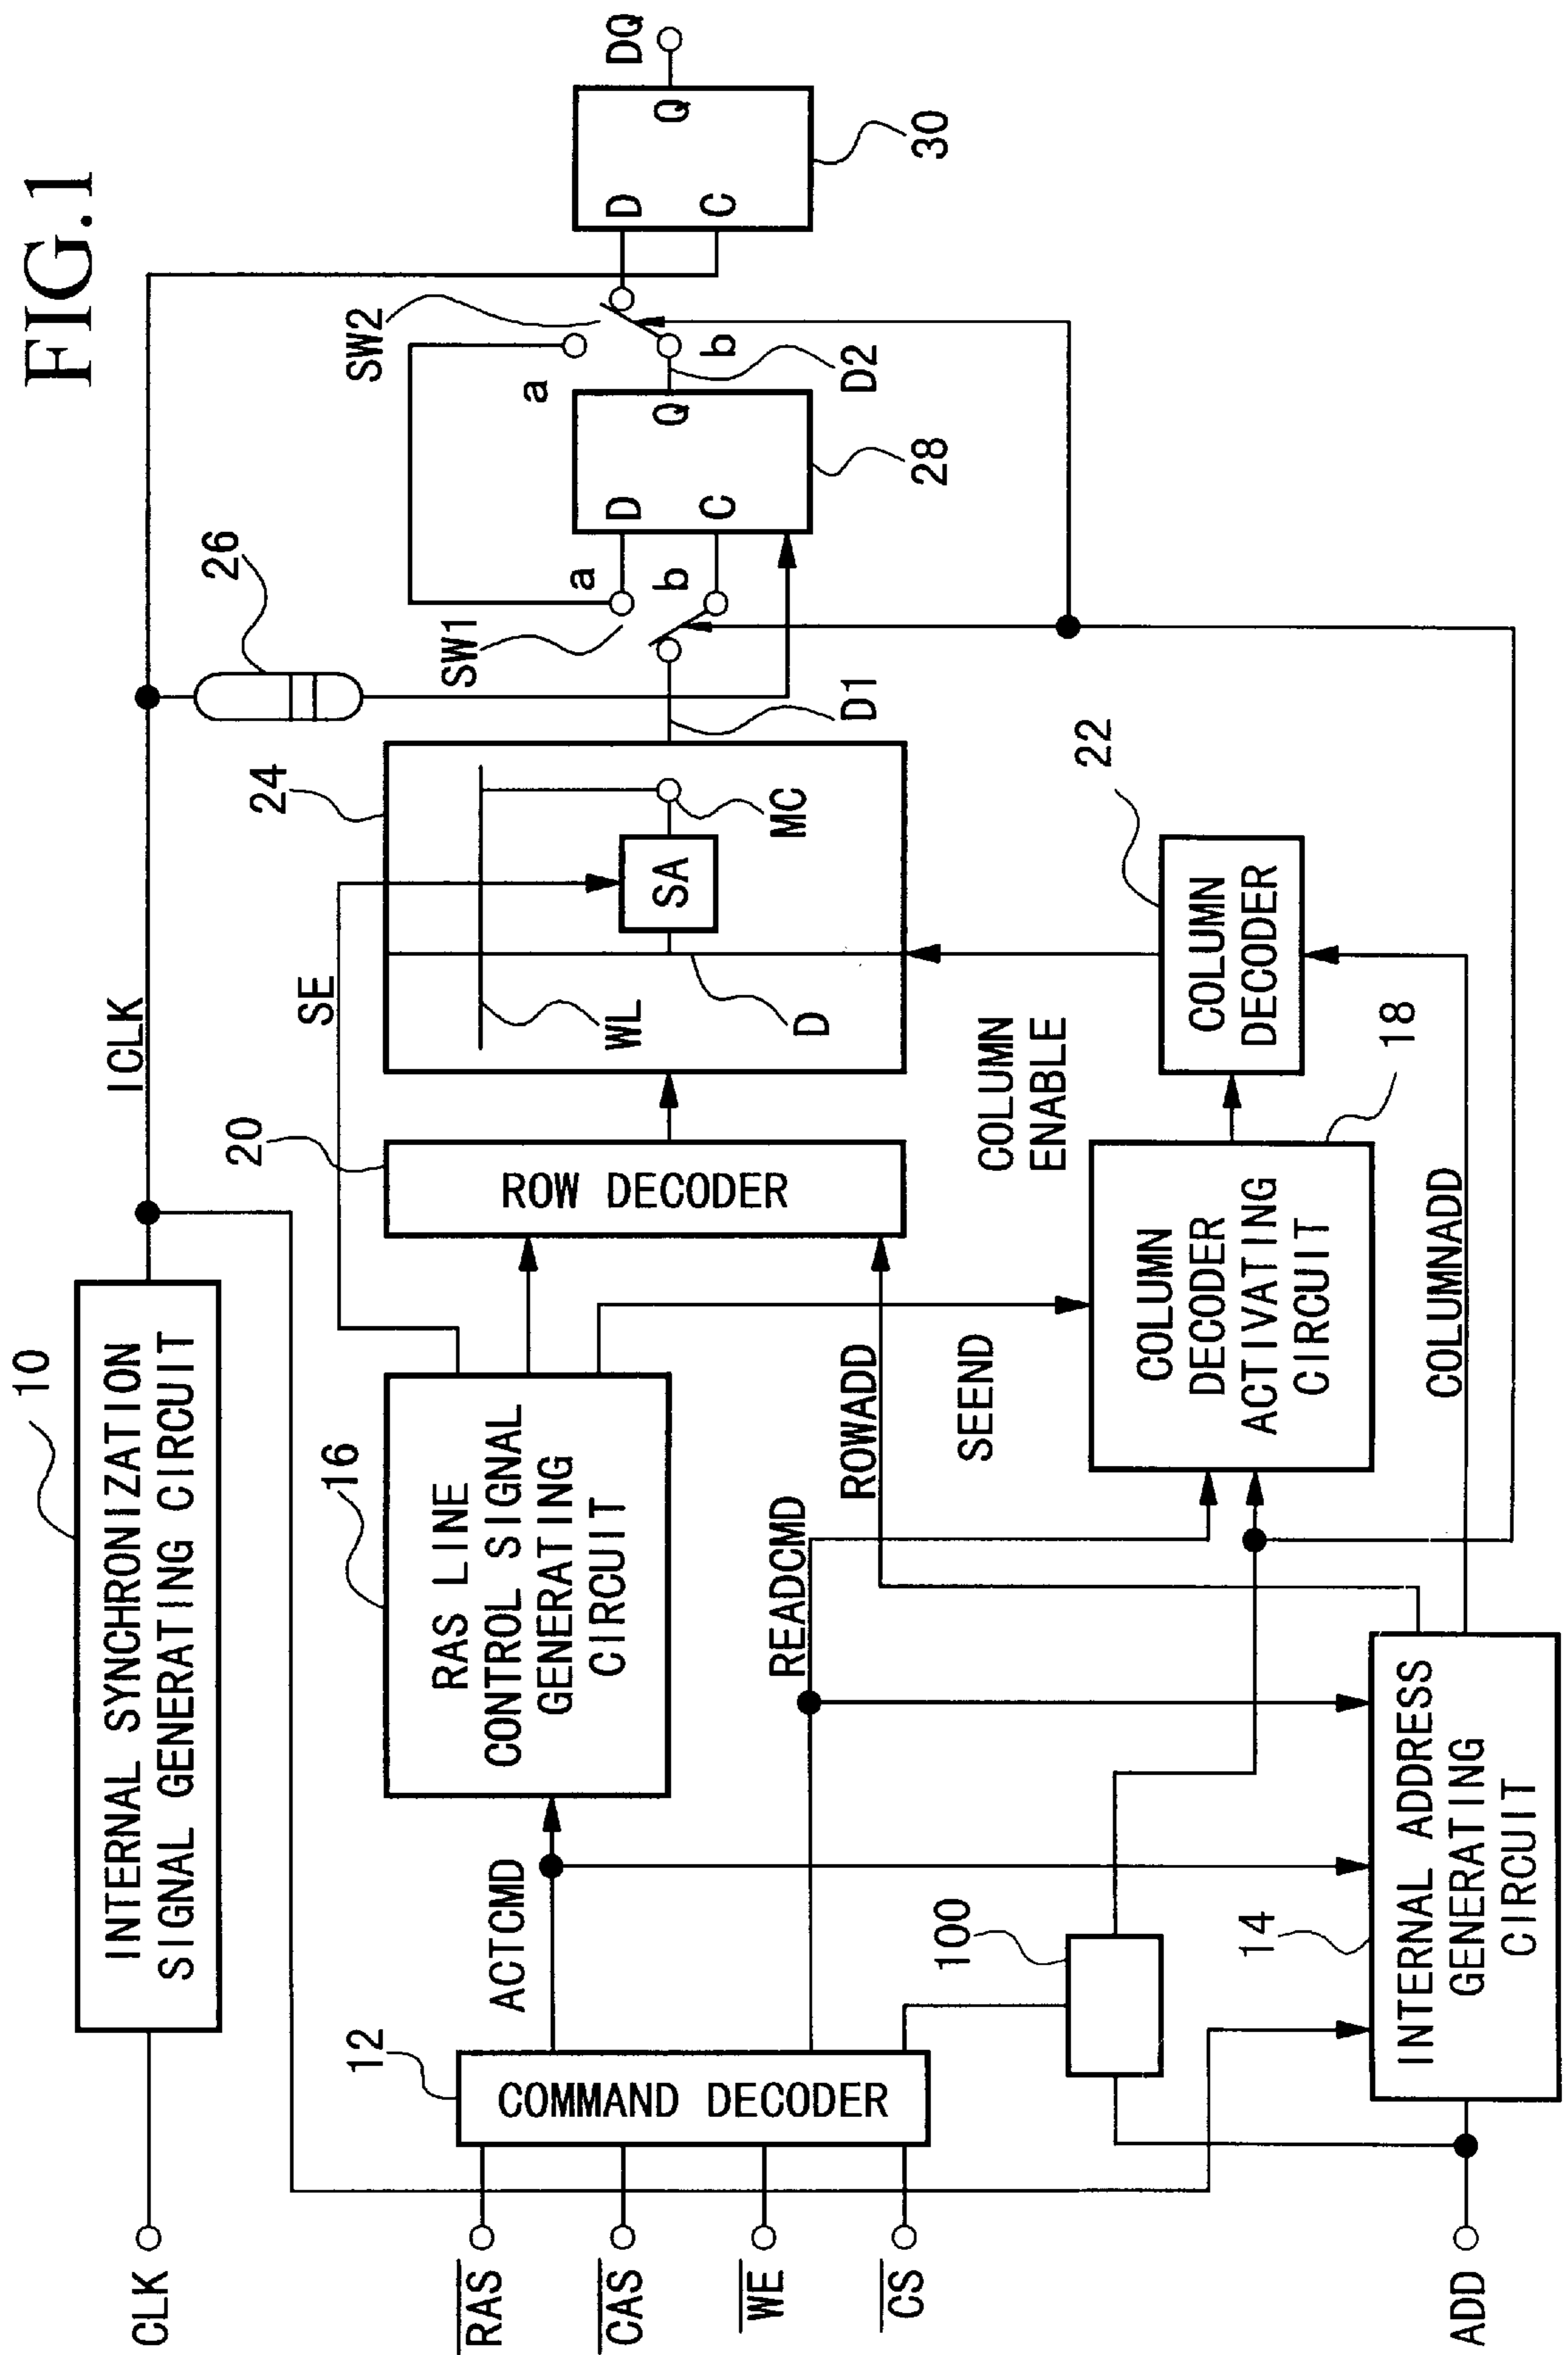 FIG.1
CLK
10
INTERNAL SYNCHRONIZATION
SIGNAL GENERATING CIRCUIT
ICLK
26
RAS
CAS
WE
CS
12
COMMAND DECODER
ACTCMD
READCMD
16
RAS LINE
CONTROL SIGNAL
GENERATING
CIRCUIT
SE
SEEND
ROWADD
20
ROW DECODER
24
WL
SA
MC
D
D1
SW1
a
b
D
C
Q
28
D2
SW2
a
b
D
C
Q
30
DQ
100
COLUMN
DECODER
ACTIVATING
CIRCUIT
18
COLUMN
ENABLE
COLUMN
DECODER
22
COLUMNADD
14
INTERNAL ADDRESS
GENERATING
CIRCUIT
ADD